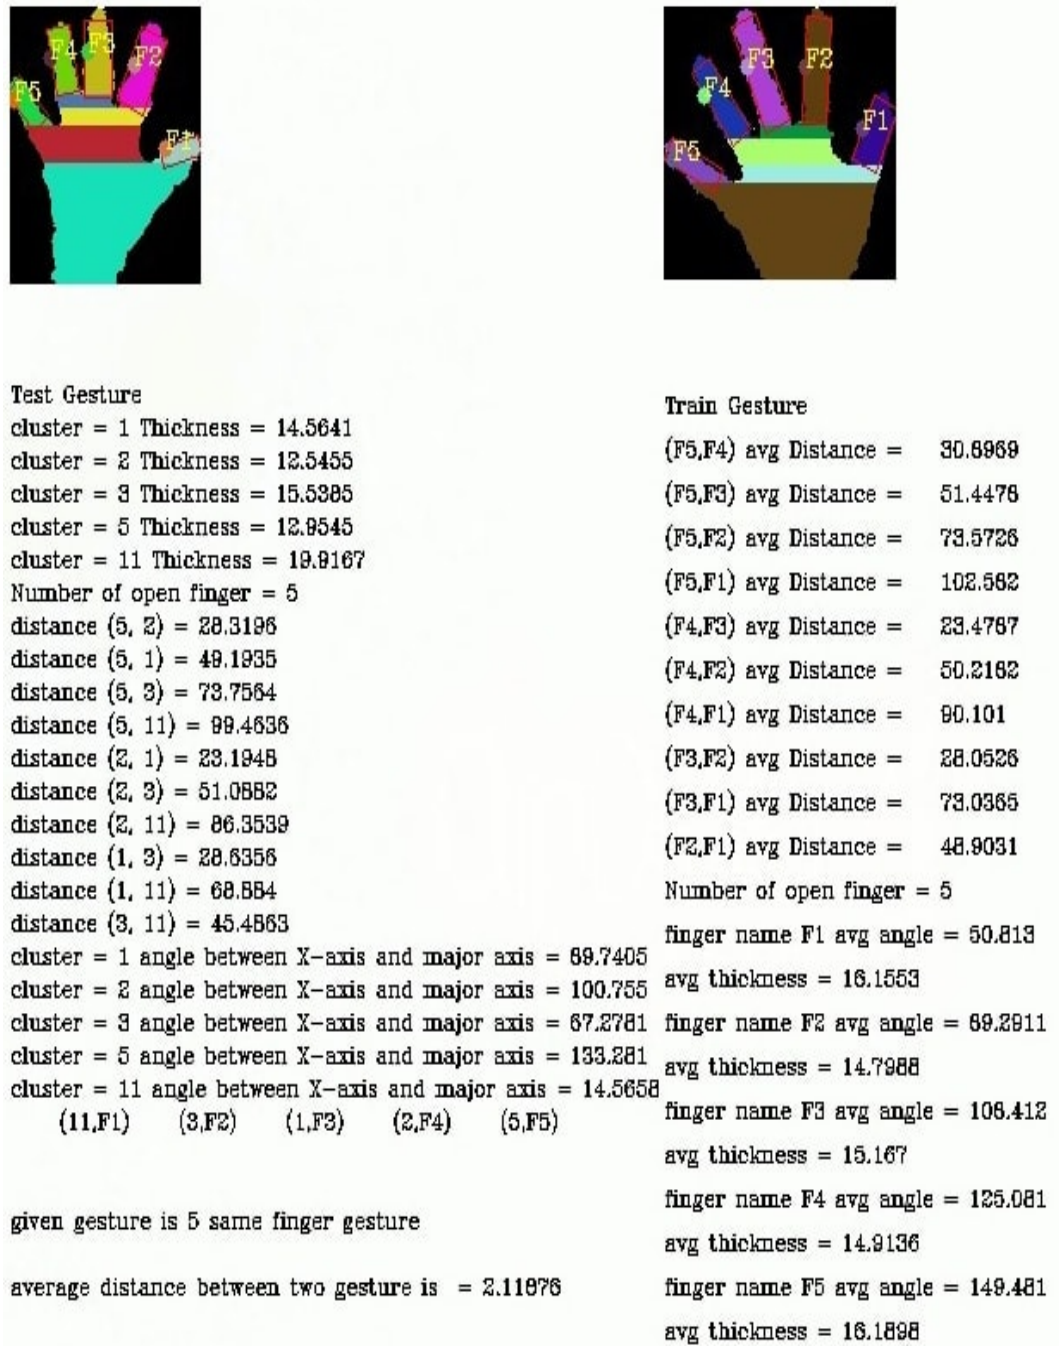 F4 F3 F2
F5
F1
F3 F2
F4
F1
F5
Test Gesture
cluster = 1 Thickness = 14.5641
cluster = 2 Thickness = 12.5455
cluster = 3 Thickness = 15.5385
cluster = 5 Thickness = 12.9545
cluster = 11 Thickness = 19.9167
Number of open finger = 5
distance (5, 2) = 28.3196
distance (5, 1) = 49.1935
distance (5, 3) = 73.7564
distance (5, 11) = 99.4636
distance (2, 1) = 23.1948
distance (2, 3) = 51.0882
distance (2, 11) = 86.3539
distance (1, 3) = 28.6356
distance (1, 11) = 68.884
distance (3, 11) = 45.4863
cluster = 1 angle between X-axis and major axis = 89.7405
cluster = 2 angle between X-axis and major axis = 100.755
cluster = 3 angle between X-axis and major axis = 67.2781
cluster = 5 angle between X-axis and major axis = 133.281
cluster = 11 angle between X-axis and major axis = 14.5658
(11,F1) (3,F2) (1,F3) (2,F4) (5,F5)
given gesture is 5 same finger gesture
average distance between two gesture is = 2.11876
Train Gesture
(F5,F4) avg Distance = 30.8969
(F5,F3) avg Distance = 51.4478
(F5,F2) avg Distance = 73.5726
(F5,F1) avg Distance = 102.582
(F4,F3) avg Distance = 23.4787
(F4,F2) avg Distance = 50.2182
(F4,F1) avg Distance = 90.101
(F3,F2) avg Distance = 28.0526
(F3,F1) avg Distance = 73.0365
(F2,F1) avg Distance = 48.9031
Number of open finger = 5
finger name F1 avg angle = 50.813
avg thickness = 16.1553
finger name F2 avg angle = 89.2911
avg thickness = 14.7988
finger name F3 avg angle = 108.412
avg thickness = 15.167
finger name F4 avg angle = 125.081
avg thickness = 14.9136
finger name F5 avg angle = 149.481
avg thickness = 16.1898